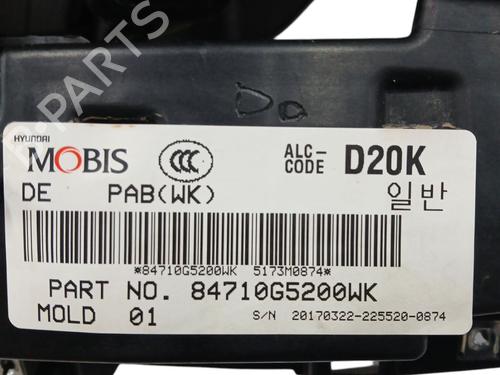 Do
HYUNDAI
MOBIS
CCC
ALC-
CODE D20K
DE PAB(WK) 일반
*84710G5200WK 5173M0874*
PART NO. 84710G5200WK
MOLD 01 S/N 20170322-225520-0874
B-PARTS